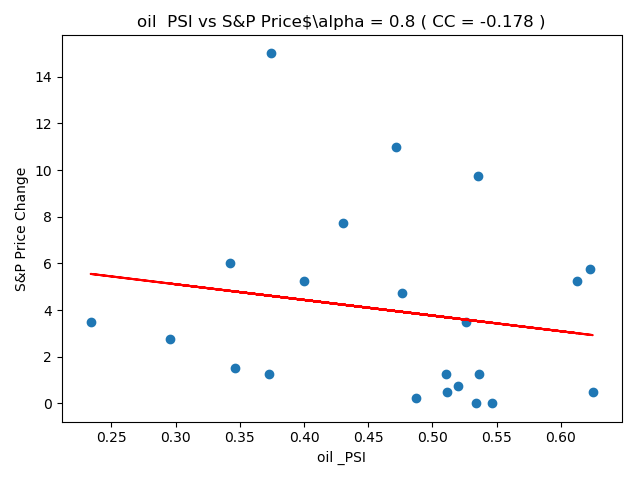 oil  PSI vs S&P Price$\alpha = 0.8 ( CC = -0.178 )
14
12
10
8
6
4
2
0
S&P Price Change
0.25 0.30 0.35 0.40 0.45 0.50 0.55 0.60
oil _PSI